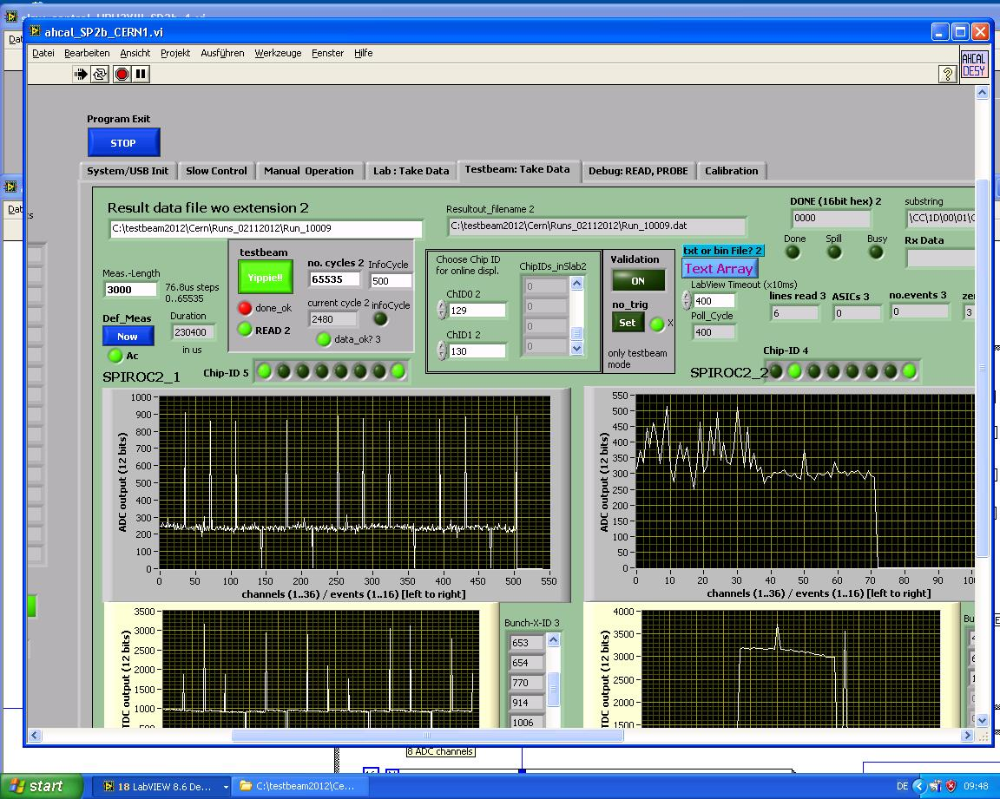 ahcal_SP2b_CERN1.vi
Datei Bearbeiten Ansicht Projekt Ausführen Werkzeuge Fenster Hilfe
?
AHCAL
DESY
Program Exit
STOP
System/USB Init Slow Control Manual Operation Lab : Take Data Testbeam: Take Data Debug: READ, PROBE Calibration
Result data file wo extension 2
C:\testbeam2012\Cern\Runs_02112012\Run_10009
Resultout_filename 2
C:\testbeam2012\Cern\Runs_02112012\Run_10009.dat
DONE (16bit hex) 2
0000
substring
\CC\1D\00\01\
Done Spill Busy
Rx Data
Meas.-Length
3000
76.8us steps
0..65535
Def_Meas
Now
Duration
230400
in us
Ac
testbeam
Yippie!!
no. cycles 2
65535
InfoCycle
500
done_ok
current cycle 2
2480
infoCycle
READ 2
data_ok? 3
Choose Chip ID
for online displ.
ChID0 2
129
ChID1 2
130
ChipIDs_inSlab2
0
0
0
0
Validation
ON
no_trig
Set
X
only testbeam
mode
txt or bin File? 2
Text Array
LabView Timeout (x10ms)
400
Poll_Cycle
400
lines read 3
6
ASICs 3
0
no.events 3
0
3
SPIROC2_1
Chip-ID 5
SPIROC2_2
Chip-ID 4
ADC output (12 bits)
1000
900
800
700
600
500
400
300
200
100
0
0 50 100 150 200 250 300 350 400 450 500 550
channels (1..36) / events (1..16) [left to right]
ADC output (12 bits)
550
500
450
400
350
300
250
200
150
100
50
0
0 10 20 30 40 50 60 70 80 90
channels (1..36) / events (1..16) [left to right]
TDC output (12 bits)
3500
3000
2500
2000
1500
1000
Bunch-X-ID 3
653
654
770
914
1006
TDC output (12 bits)
4000
3500
3000
2500
2000
1500
8 ADC channels
start
18 LabVIEW 8.6 De...
C:\testbeam2012\Ce...
DE
09:48